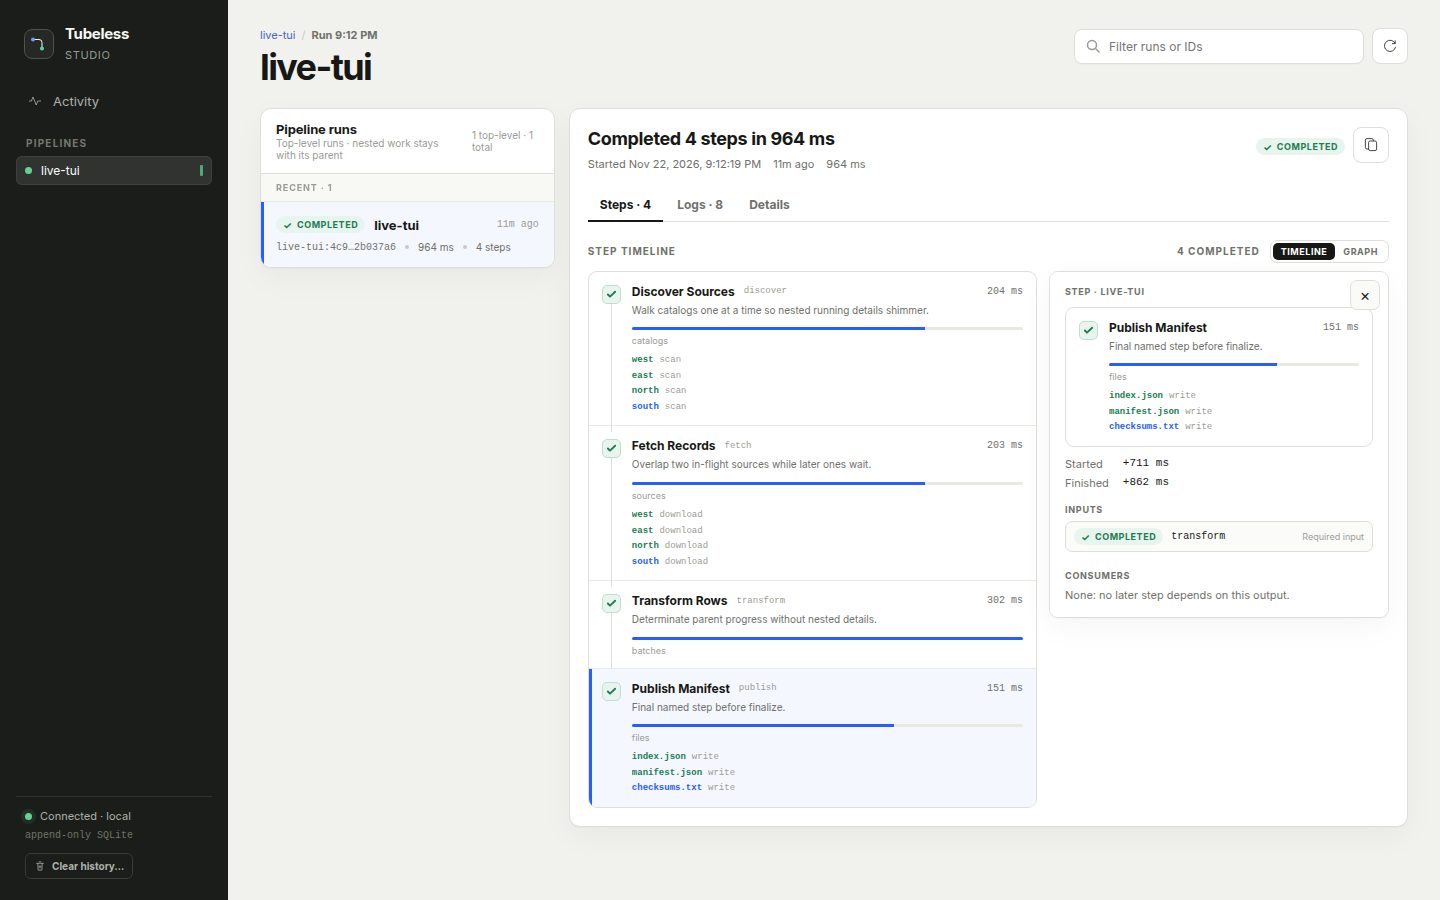 Tubeless
STUDIO
Activity
PIPELINES
live-tui
Connected · local
append-only SQLite
Clear history...
live-tui / Run 9:12 PM
live-tui
Filter runs or IDs
Pipeline runs
Top-level runs · nested work stays
with its parent
1 top-level · 1
total
RECENT · 1
COMPLETED live-tui 11m ago
live-tui:4c9…2b037a6 964 ms 4 steps
Completed 4 steps in 964 ms
Started Nov 22, 2026, 9:12:19 PM 11m ago 964 ms
COMPLETED
Steps · 4 Logs · 8 Details
STEP TIMELINE
4 COMPLETED TIMELINE GRAPH
Discover Sources discover 204 ms
Walk catalogs one at a time so nested running details shimmer.
catalogs
west scan
east scan
north scan
south scan
Fetch Records fetch 203 ms
Overlap two in-flight sources while later ones wait.
sources
west download
east download
north download
south download
Transform Rows transform 302 ms
Determinate parent progress without nested details.
batches
Publish Manifest publish 151 ms
Final named step before finalize.
files
index.json write
manifest.json write
checksums.txt write
STEP · LIVE-TUI
Publish Manifest 151 ms
Final named step before finalize.
files
index.json write
manifest.json write
checksums.txt write
Started +711 ms
Finished +862 ms
INPUTS
COMPLETED transform Required input
CONSUMERS
None: no later step depends on this output.